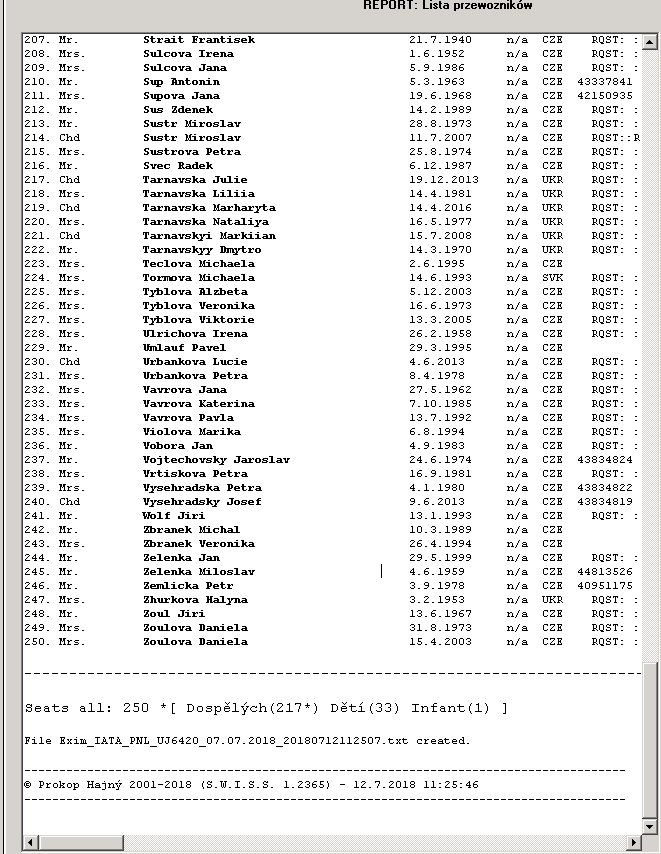 REPORT: Lista przewozników
207. Mr. Strait Frantisek 21.7.1940 n/a CZE RQST: :
208. Mrs. Sulcova Irena 1.6.1952 n/a CZE RQST: :
209. Mrs. Sulcova Jana 5.9.1986 n/a CZE RQST: :
210. Mr. Sup Antonin 5.3.1963 n/a CZE 43337841
211. Mrs. Supova Jana 19.6.1968 n/a CZE 42150935
212. Mr. Sus Zdenek 14.2.1989 n/a CZE RQST: :
213. Mr. Sustr Miroslav 28.8.1973 n/a CZE RQST: :
214. Chd Sustr Miroslav 11.7.2007 n/a CZE RQST::R
215. Mrs. Sustrova Petra 25.8.1974 n/a CZE RQST: :
216. Mr. Svec Radek 6.12.1987 n/a CZE RQST: :
217. Chd Tarnavska Julie 19.12.2013 n/a UKR RQST: :
218. Mrs. Tarnavska Liliia 14.4.1981 n/a UKR RQST: :
219. Chd Tarnavska Marharyta 14.4.2016 n/a UKR RQST: :
220. Mrs. Tarnavska Nataliya 16.5.1977 n/a UKR RQST: :
221. Chd Tarnavskyi Markiian 15.7.2008 n/a UKR RQST: :
222. Mr. Tarnavskyy Dmytro 14.3.1970 n/a UKR RQST: :
223. Mrs. Teclova Michaela 2.6.1995 n/a CZE
224. Mrs. Tormova Michaela 14.6.1993 n/a SVK RQST: :
225. Mrs. Tyblova Alzbeta 5.12.2003 n/a CZE RQST: :
226. Mrs. Tyblova Veronika 16.6.1973 n/a CZE RQST: :
227. Mrs. Tyblova Viktorie 13.3.2005 n/a CZE RQST: :
228. Mrs. Ulrichova Irena 26.2.1958 n/a CZE RQST: :
229. Mr. Umlauf Pavel 29.3.1995 n/a CZE
230. Chd Urbankova Lucie 4.6.2013 n/a CZE RQST: :
231. Mrs. Urbankova Petra 8.4.1978 n/a CZE RQST: :
232. Mrs. Vavrova Jana 27.5.1962 n/a CZE RQST: :
233. Mrs. Vavrova Katerina 7.10.1985 n/a CZE RQST: :
234. Mrs. Vavrova Pavla 13.7.1992 n/a CZE RQST: :
235. Mrs. Violova Marika 6.8.1994 n/a CZE RQST: :
236. Mr. Vobora Jan 4.9.1983 n/a CZE RQST: :
237. Mr. Vojtechovsky Jaroslav 24.6.1974 n/a CZE 43834824
238. Mrs. Vrtiskova Petra 16.9.1981 n/a CZE RQST: :
239. Mrs. Vysehradska Petra 4.1.1980 n/a CZE 43834822
240. Chd Vysehradsky Josef 9.6.2013 n/a CZE 43834819
241. Mr. Wolf Jiri 13.1.1993 n/a CZE RQST: :
242. Mr. Zbranek Michal 10.3.1989 n/a CZE
243. Mrs. Zbranek Veronika 26.4.1994 n/a CZE
244. Mr. Zelenka Jan 29.5.1999 n/a CZE RQST: :
245. Mr. Zelenka Miloslav 4.6.1959 n/a CZE 44813526
246. Mr. Zemlicka Petr 3.9.1978 n/a CZE 40951175
247. Mrs. Zhurkova Halyna 3.2.1953 n/a UKR RQST: :
248. Mr. Zoul Jiri 13.6.1967 n/a CZE RQST: :
249. Mrs. Zoulova Daniela 31.8.1973 n/a CZE RQST: :
250. Mrs. Zoulova Daniela 15.4.2003 n/a CZE RQST: :
Seats all: 250 *[ Dospělých(217*) Dětí(33) Infant(1) ]
File Exim_IATA_PNL_UJ6420_07.07.2018_20180712112507.txt created.
© Prokop Hajný 2001-2018 (S.W.I.S.S. 1.2365) - 12.7.2018 11:25:46